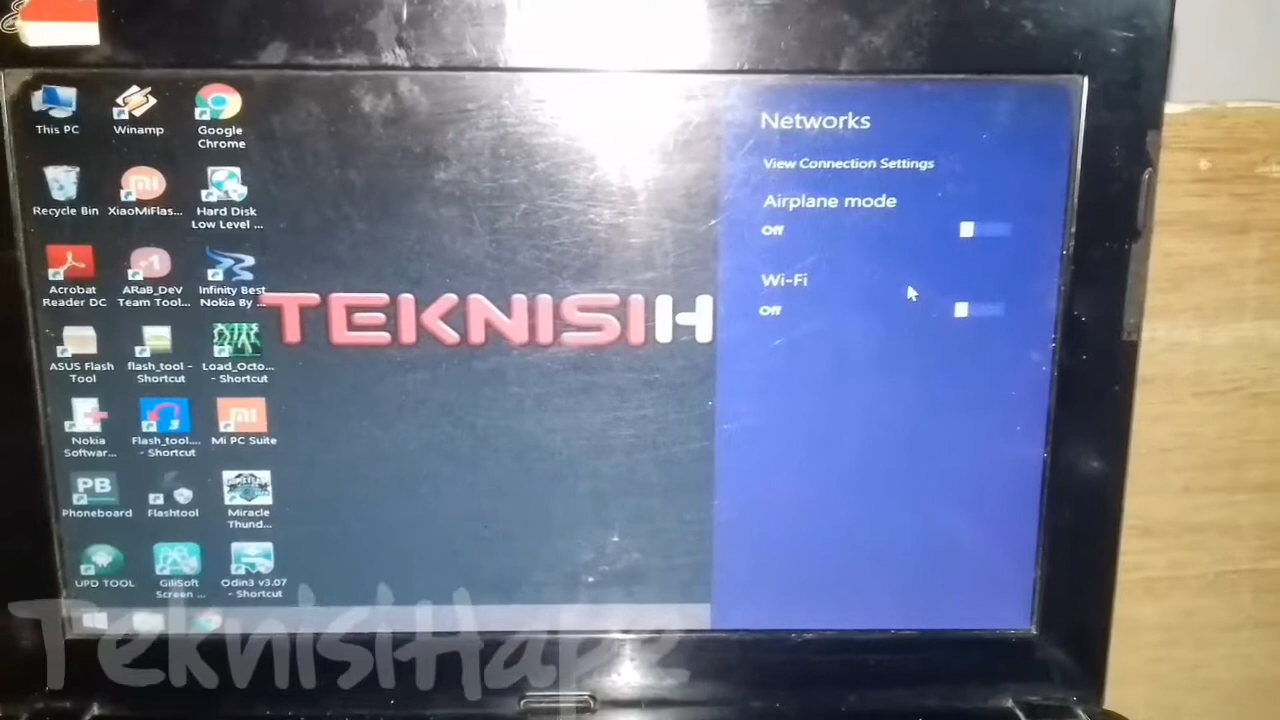 This PC
Winamp
Google
Chrome
Recycle Bin
XiaoMiFlas...
Hard Disk
Low Level ...
Acrobat
Reader DC
ARaB_DeV
Team Tool...
Infinity Best
Nokia By ...
ASUS Flash
Tool
flash_tool -
Shortcut
Load_Octo...
- Shortcut
Nokia
Softwar...
Flash_tool....
- Shortcut
Mi PC Suite
PB
Phoneboard
Flashtool
Miracle
Thund...
UPD TOOL
GiliSoft
Screen ...
Odin3 v3.07
- Shortcut
TEKNISIH
Networks
View Connection Settings
Airplane mode
Off
Wi-Fi
Off
TeknisiHape